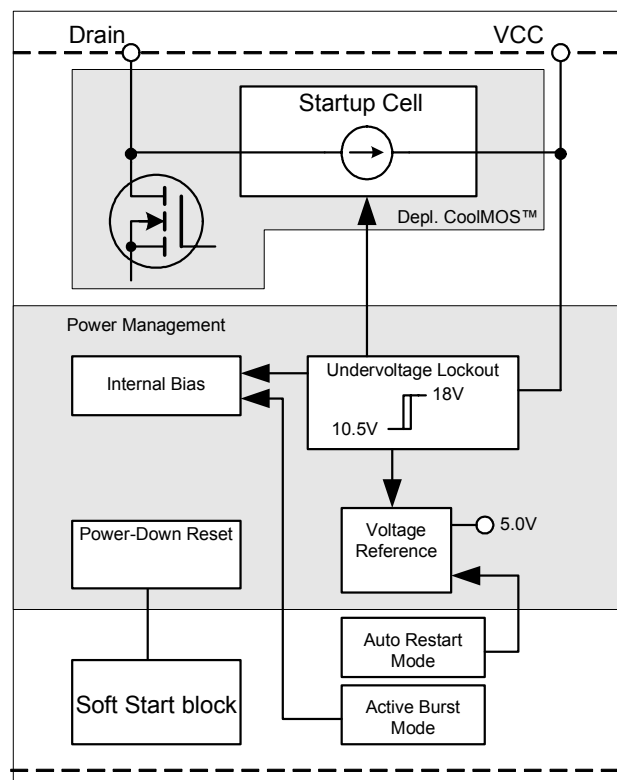 Drain
VCC
Startup Cell
Depl. CoolMOS™
Power Management
Internal Bias
Undervoltage Lockout
18V
10.5V
Voltage
Reference
5.0V
Power-Down Reset
Soft Start block
Auto Restart
Mode
Active Burst
Mode